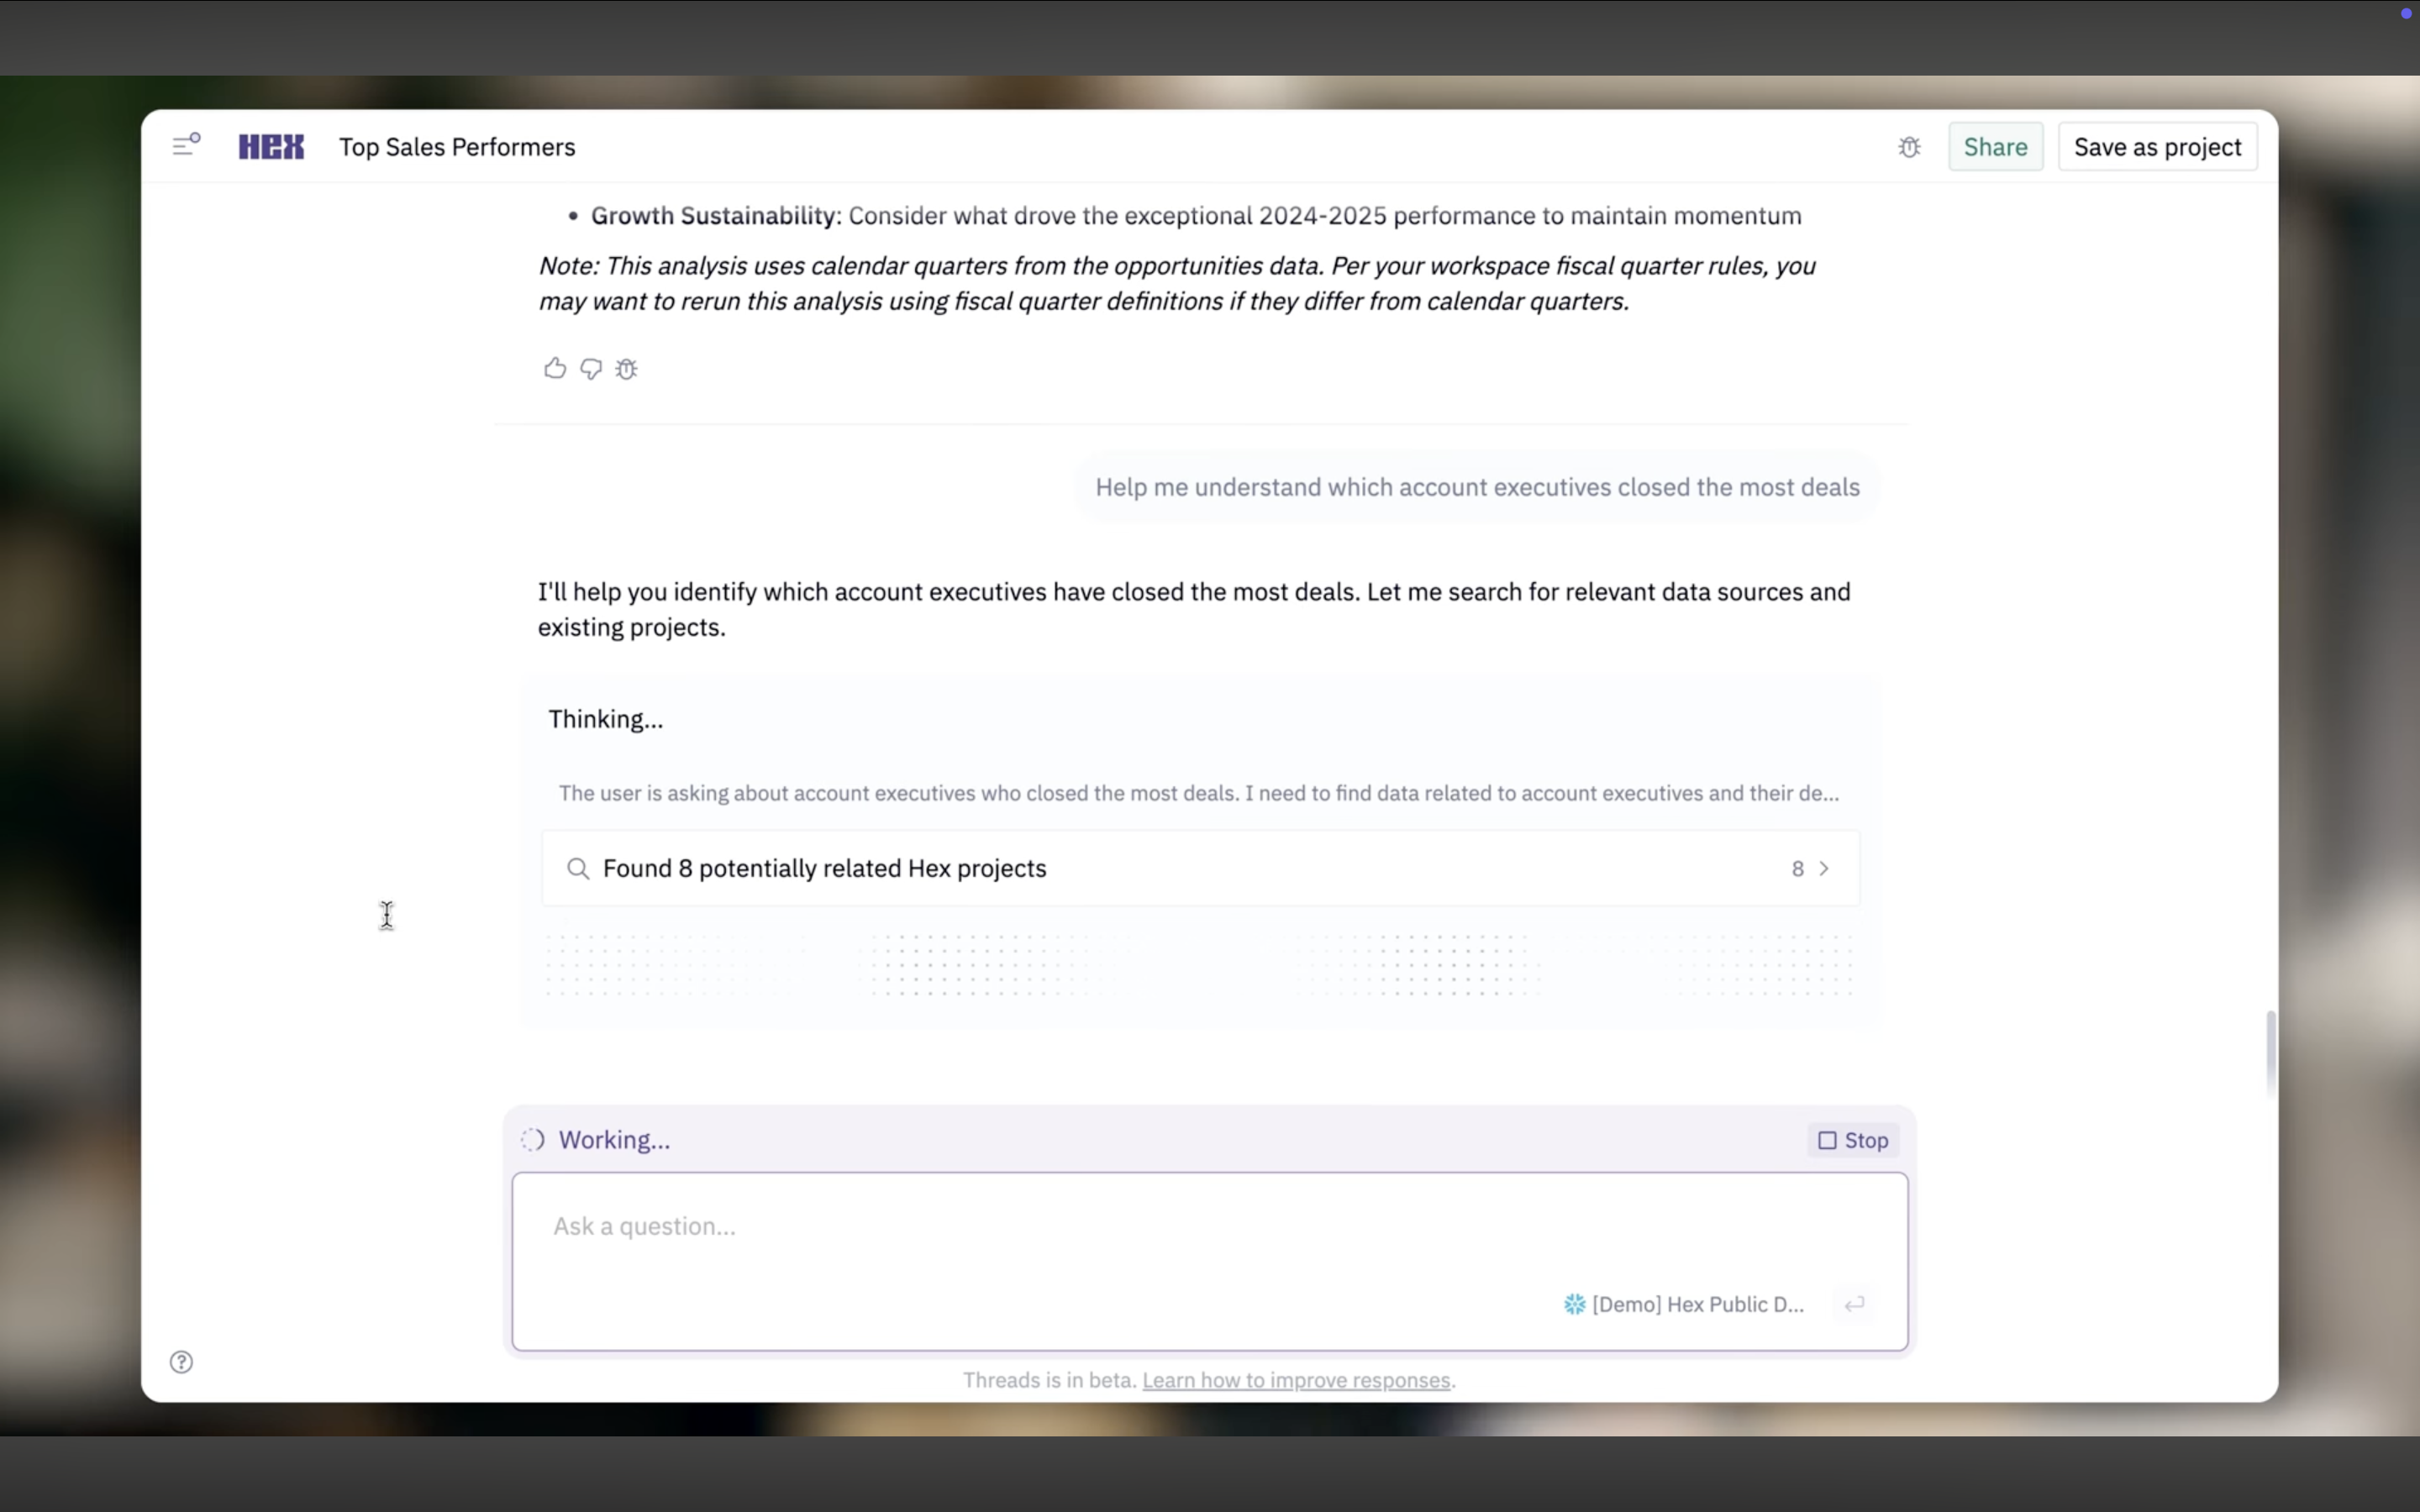 HEX
Top Sales Performers
Share
Save as project
• Growth Sustainability: Consider what drove the exceptional 2024-2025 performance to maintain momentum
Note: This analysis uses calendar quarters from the opportunities data. Per your workspace fiscal quarter rules, you
may want to rerun this analysis using fiscal quarter definitions if they differ from calendar quarters.
Help me understand which account executives closed the most deals
I'll help you identify which account executives have closed the most deals. Let me search for relevant data sources and
existing projects.
Thinking...
The user is asking about account executives who closed the most deals. I need to find data related to account executives and their de...
Found 8 potentially related Hex projects
8
Working...
Stop
Ask a question...
[Demo] Hex Public D...
Threads is in beta. Learn how to improve responses.